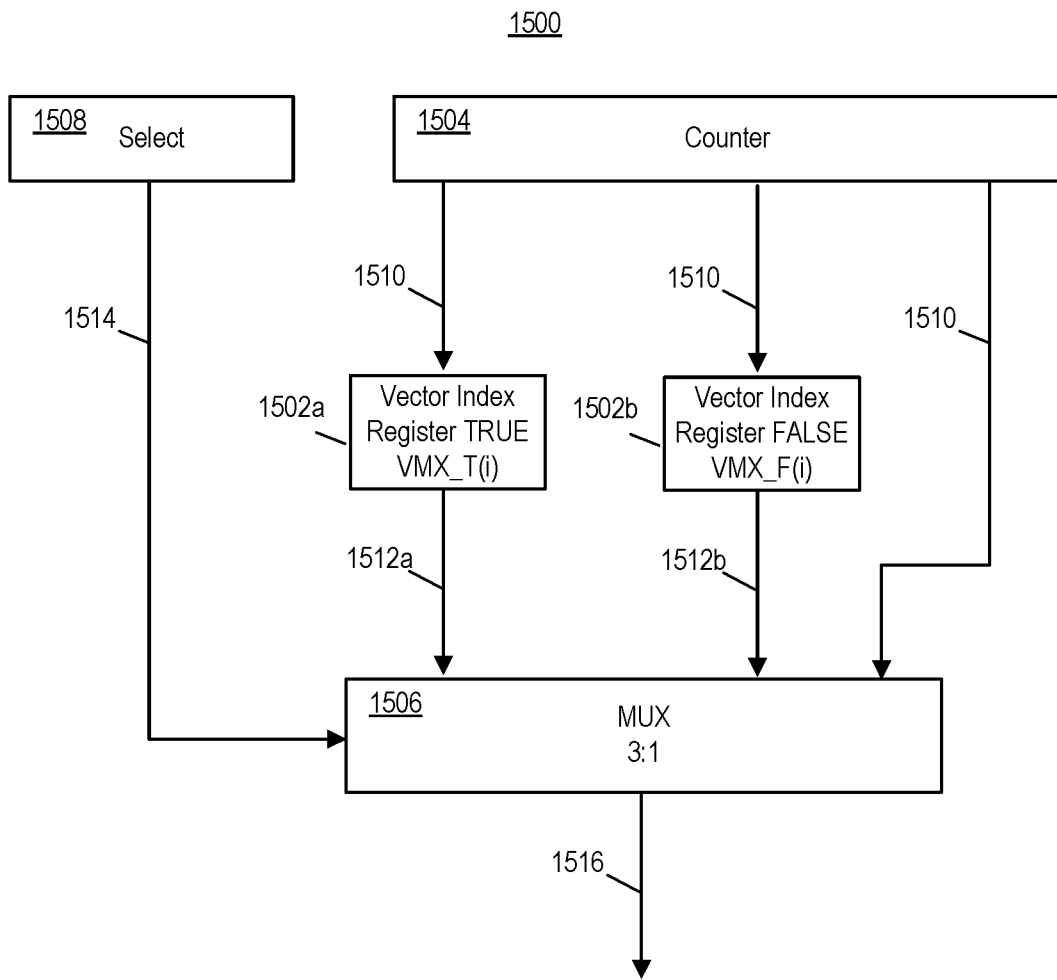 1500
1508
Select
1504
Counter
1510
1510
1514
1510
1502a
Vector Index
Register TRUE
VMX_T(i)
1502b
Vector Index
Register FALSE
VMX_F(i)
1512a
1512b
1506
MUX
3:1
1516